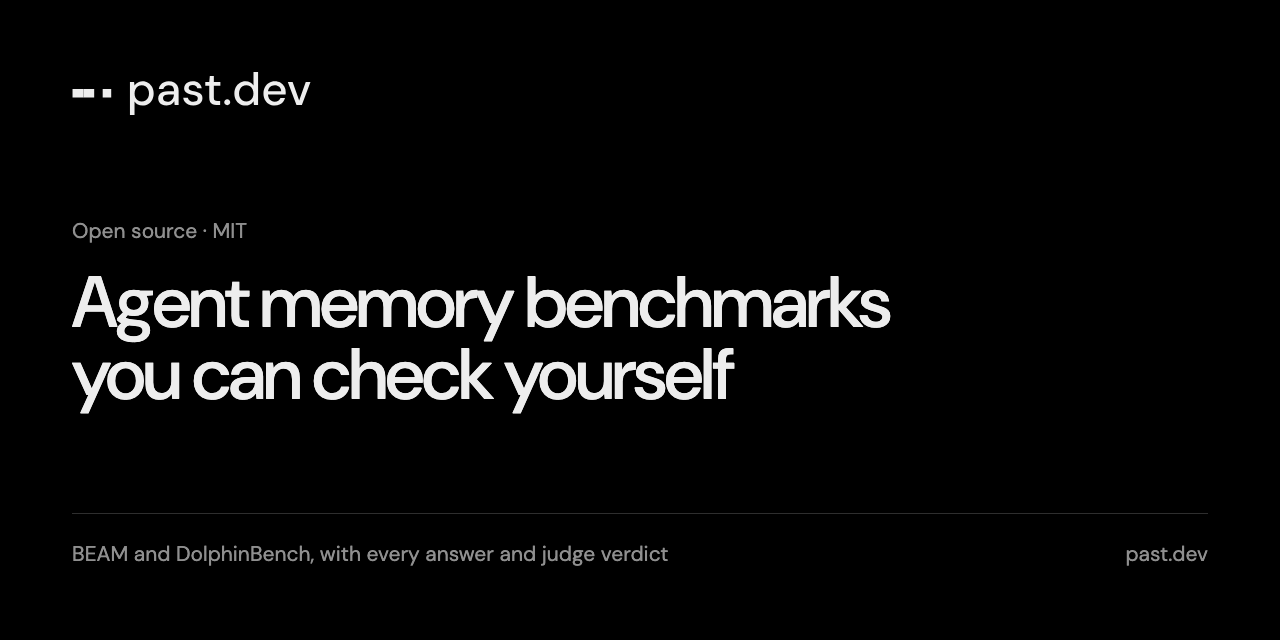 past.dev
Open source · MIT
Agent memory benchmarks
you can check yourself
BEAM and DolphinBench, with every answer and judge verdict
past.dev